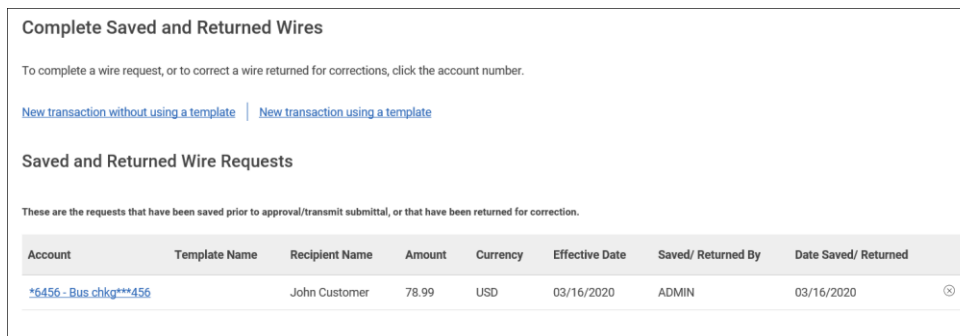 Complete Saved and Returned Wires
To complete a wire request, or to correct a wire returned for corrections, click the account number.
New transaction without using a template | New transaction using a template
Saved and Returned Wire Requests
These are the requests that have been saved prior to approval/transmit submittal, or that have been returned for correction.
Account Template Name Recipient Name Amount Currency Effective Date Saved/ Returned By Date Saved/ Returned
*6456 - Bus chkg***456 John Customer 78.99 USD 03/16/2020 ADMIN 03/16/2020